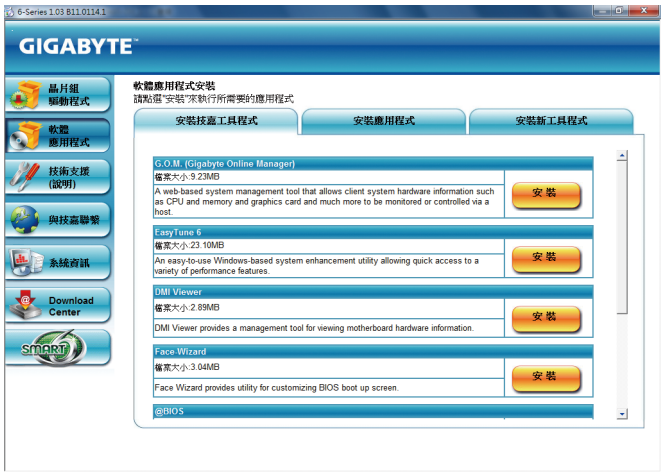 6-Series 1.03 B11.0114.1
GIGABYTE™
晶片組
驅動程式
軟體
應用程式
技術支援
(說明)
與技嘉聯繫
系統資訊
Download
Center
SMART 6
軟體應用程式安裝
請點選"安裝"來執行所需要的應用程式
安裝技嘉工具程式
安裝應用程式
安裝新工具程式
G.O.M. (Gigabyte Online Manager)
檔案大小:9.23MB
A web-based system management tool that allows client system hardware information such
as CPU and memory and graphics card and much more to be monitored or controlled via a
host.
安裝
EasyTune 6
檔案大小:23.10MB
An easy-to-use Windows-based system enhancement utility allowing quick access to a
variety of performance features.
安裝
DMI Viewer
檔案大小:2.89MB
DMI Viewer provides a management tool for viewing motherboard hardware information.
安裝
Face-Wizard
檔案大小:3.04MB
Face Wizard provides utility for customizing BIOS boot up screen.
安裝
@BIOS